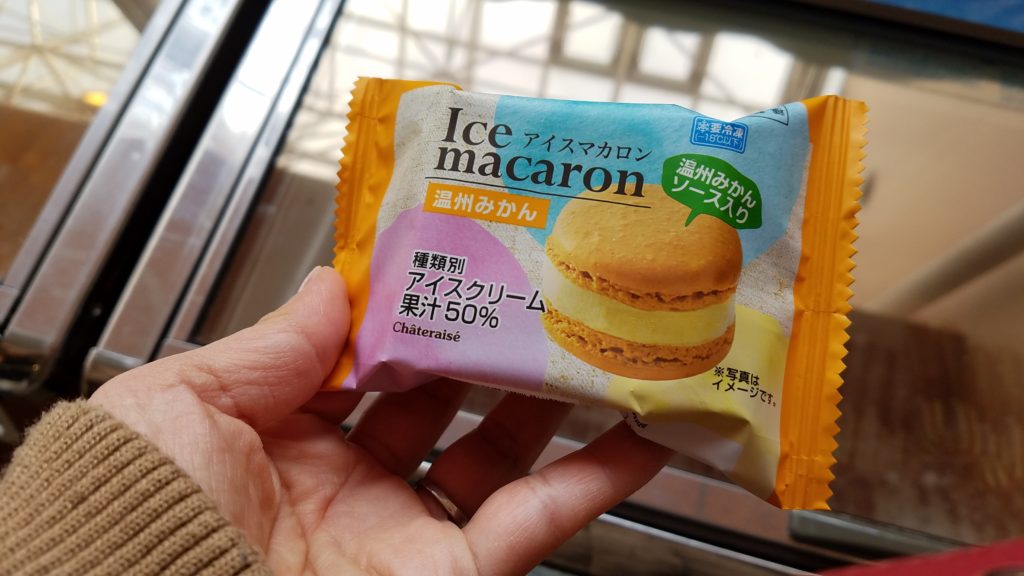 Ice
アイスマカロン
macaron
温州みかん
要冷凍
-18℃以下
温州みかん
ソース入り
種類別
アイスクリーム
果汁50%
Châteraisé
※写真は
イメージです。